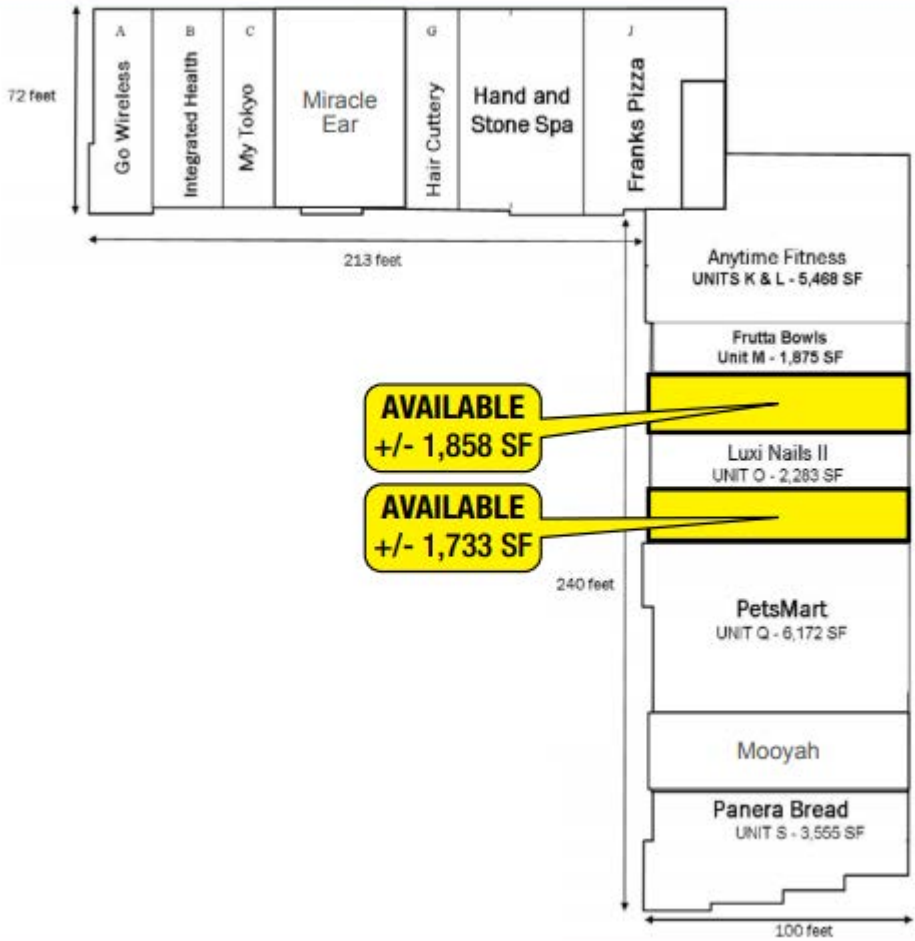 A
B
C
G
J
72 feet
Go Wireless
Integrated Health
My Tokyo
Miracle
Ear
Hair Cuttery
Hand and
Stone Spa
Franks Pizza
213 feet
Anytime Fitness
UNITS K & L - 5,468 SF
Frutta Bowls
Unit M - 1,875 SF
AVAILABLE
+/- 1,858 SF
Luxi Nails II
UNIT O - 2,283 SF
AVAILABLE
+/- 1,733 SF
240 feet
PetsMart
UNIT Q - 6,172 SF
Mooyah
Panera Bread
UNIT S - 3,555 SF
100 feet